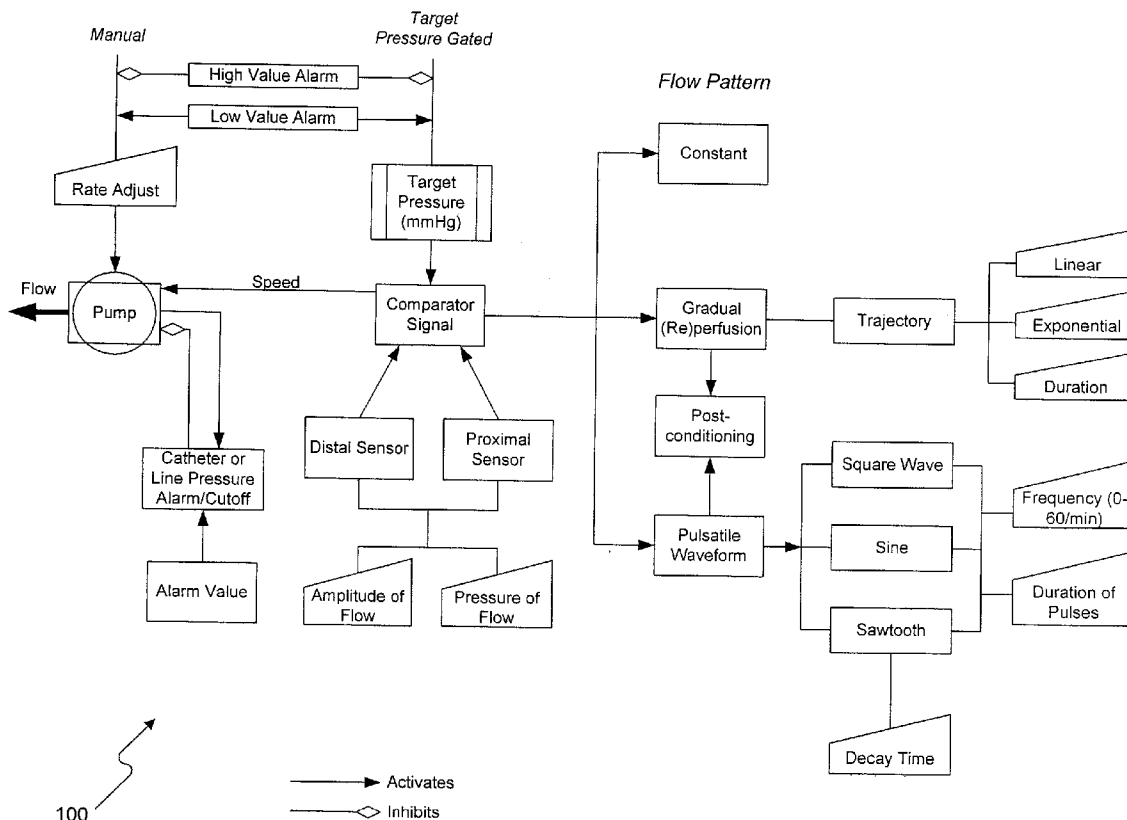 Manual
Target
Pressure Gated
High Value Alarm
Low Value Alarm
Flow Pattern
Constant
Rate Adjust
Target
Pressure
(mmHg)
Flow
Pump
Speed
Comparator
Signal
Gradual
(Re)perfusion
Trajectory
Linear
Exponential
Duration
Post-
conditioning
Distal Sensor
Proximal
Sensor
Catheter or
Line Pressure
Alarm/Cutoff
Square Wave
Frequency (0-
60/min)
Pulsatile
Waveform
Sine
Alarm Value
Amplitude of
Flow
Pressure of
Flow
Duration of
Pulses
Sawtooth
Decay Time
100
Activates
Inhibits